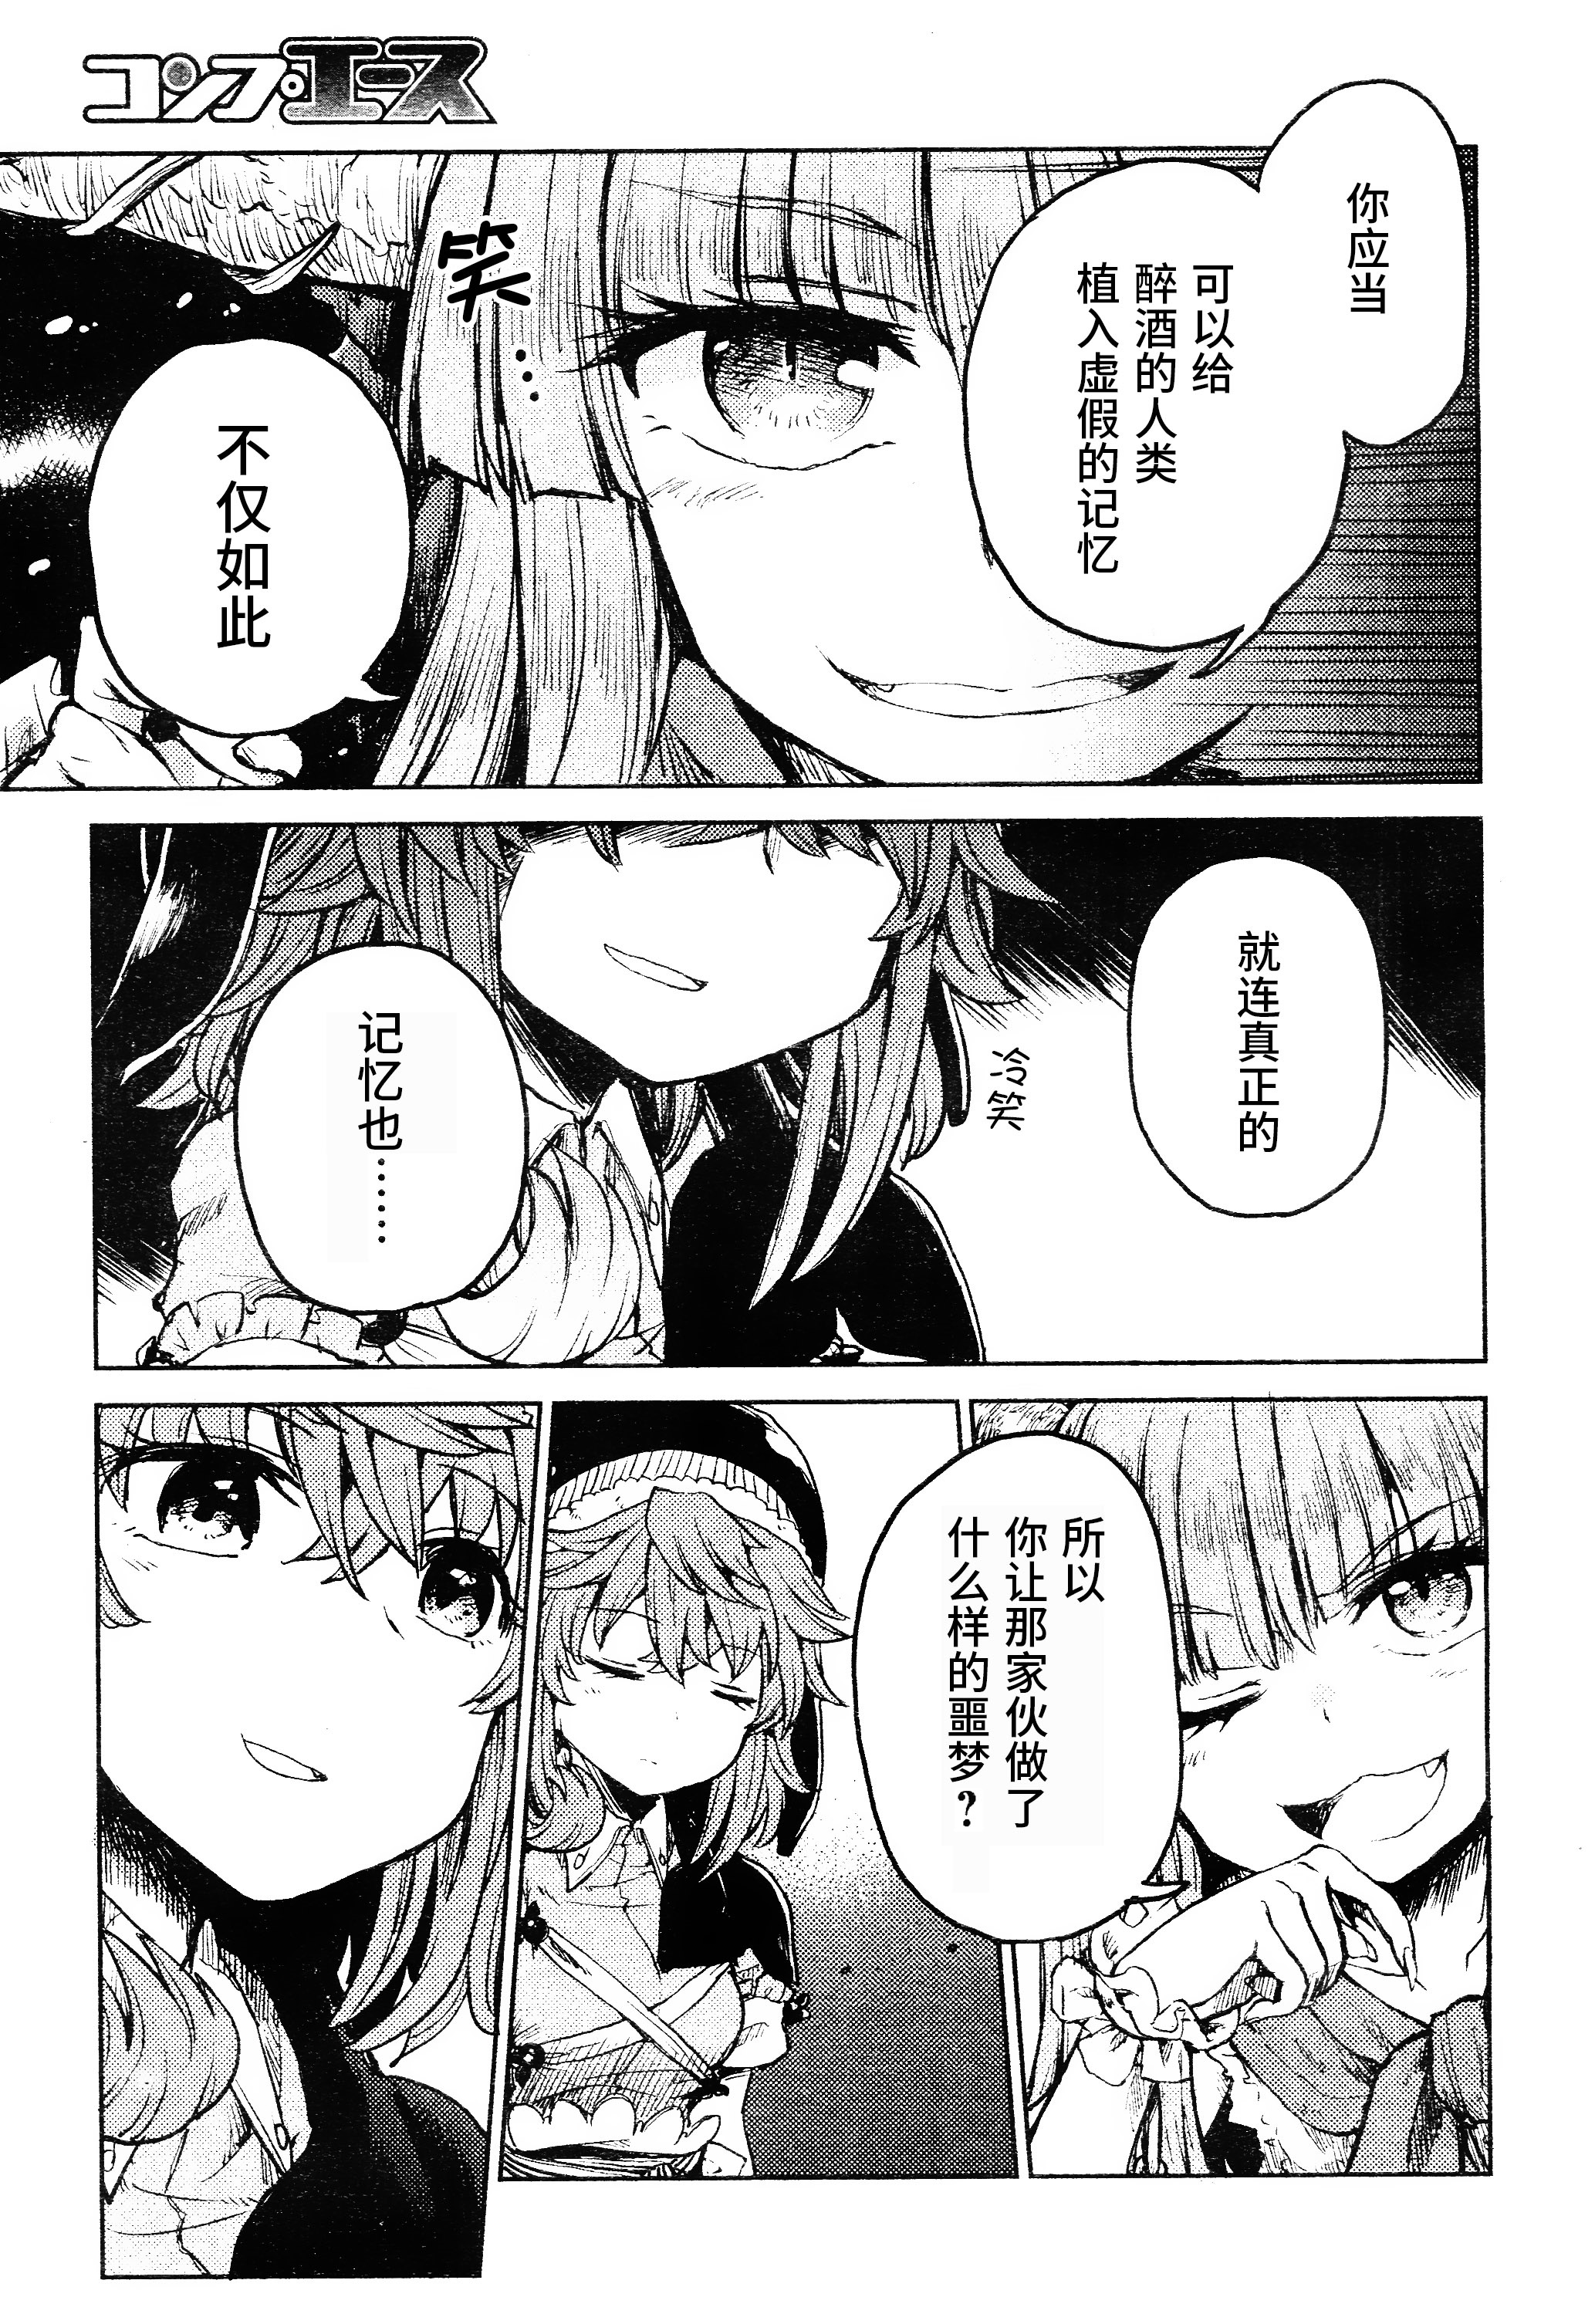 コンプエース
你应当
可以给
醉酒的人类
植入虚假的记忆
笑
…
不仅如此
就连真正的
冷笑
记忆也……
所以
你让那家伙做了
什么样的噩梦？